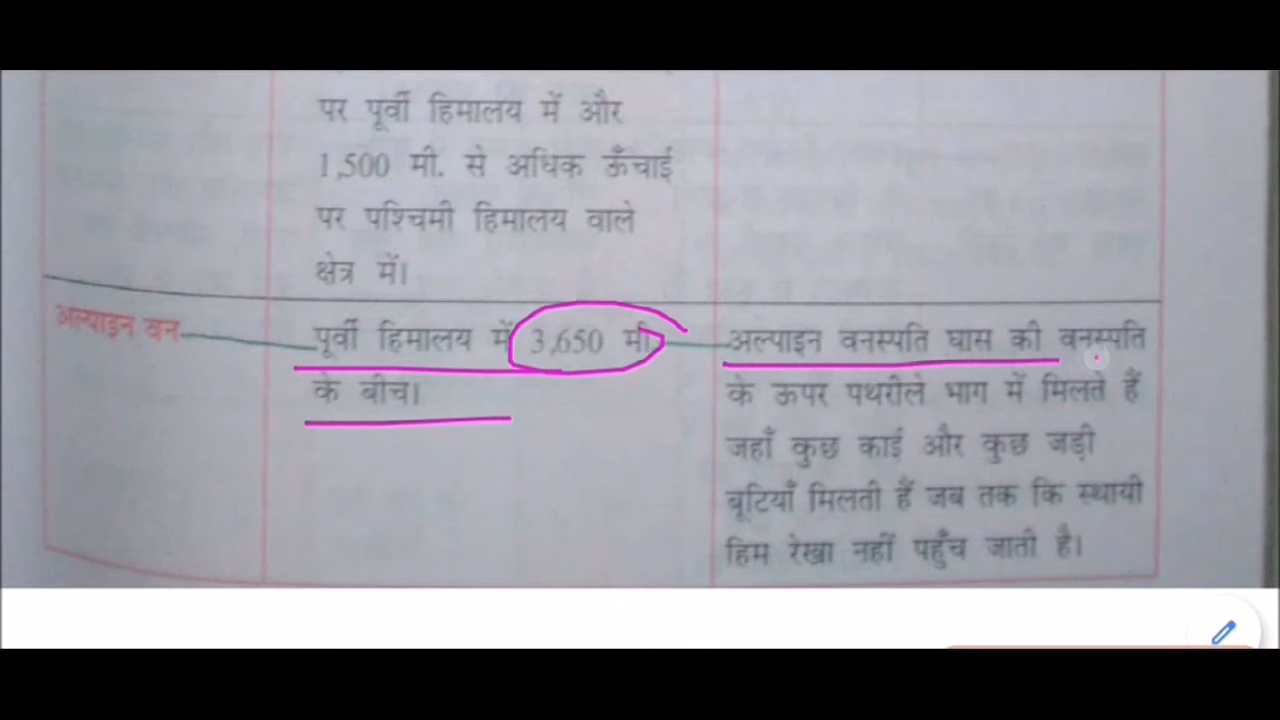 पर पूर्वी हिमालय में और
1,500 मी. से अधिक ऊँचाई
पर पश्चिमी हिमालय वाले
क्षेत्र में।
अल्पाइन वन
पूर्वी हिमालय में 3,650 मी.
के बीच।
अल्पाइन वनस्पति घास की वनस्पति
के ऊपर पथरीले भाग में मिलते हैं
जहाँ कुछ काई और कुछ जड़ी
बूटियाँ मिलती हैं जब तक कि स्थायी
हिम रेखा नहीं पहुँच जाती है।